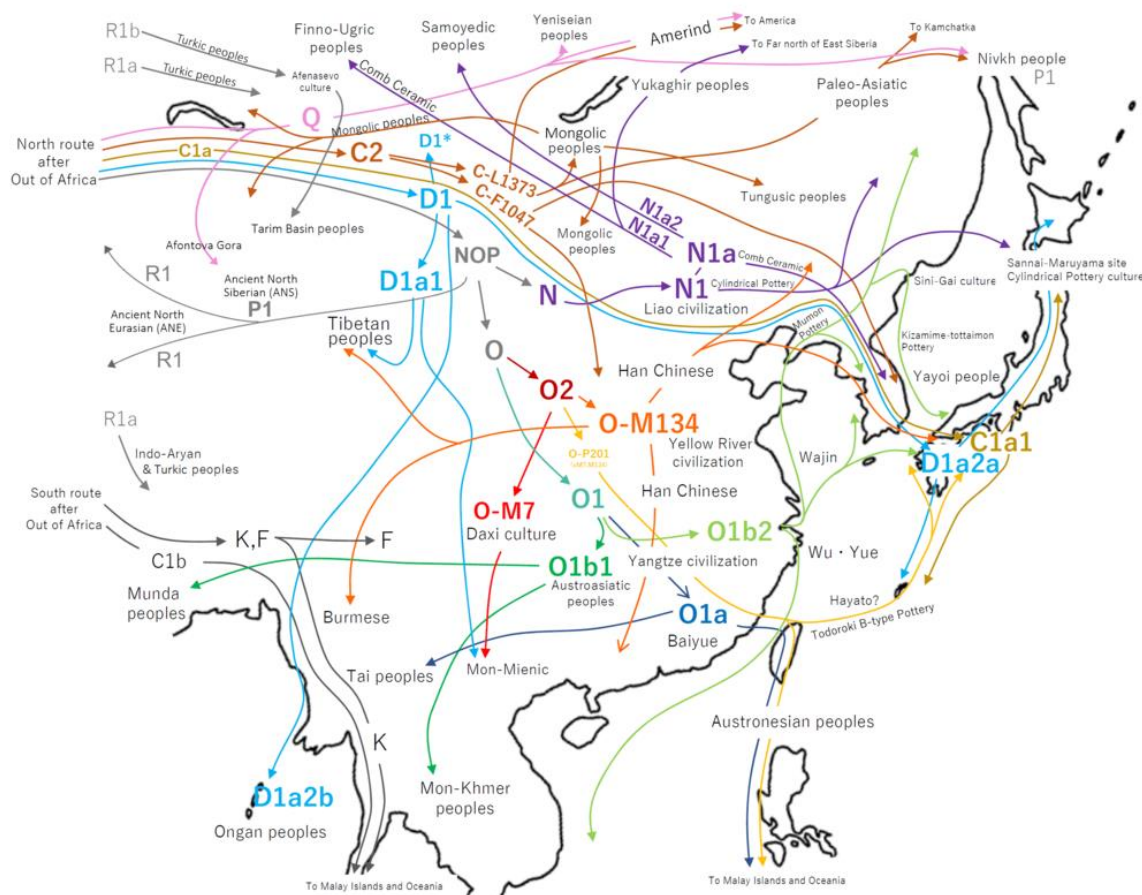 R1b
Turkic peoples
R1a
Turkic peoples
Afenasevo
culture
Finno-Ugric
peoples
Comb Ceramic
Samoyedic
peoples
Yeniseian
peoples
Amerind
To America
To Far north of East Siberia
Yukaghir peoples
To Kamchatka
Paleo-Asiatic
peoples
Nivkh people
P1
Q
Mongolic peoples
North route
after
Out of Africa
C1a
C2
D1*
C-L1373
C-F1047
D1
Mongolic
peoples
Tungusic peoples
Mongolic
peoples
N1a2
N1a1
N1a
Comb Ceramic
N1
Cylindrical Pottery
Liao civilization
N
NOP
Tarim Basin peoples
Afontova Gora
R1
Ancient North
Siberian (ANS)
P1
Ancient North
Eurasian (ANE)
R1
D1a1
Tibetan
peoples
Sannai-Maruyama site
Cylindrical Pottery culture
Sini-Gai culture
Mumon
Pottery
Kizamime-tottaimon
Pottery
Yayoi people
O
O2
Han Chinese
O-M134
O-P201
Yellow River
civilization
Han Chinese
Wajin
C1a1
D1a2a
R1a
Indo-Aryan
& Turkic peoples
South route
after
Out of Africa
K,F
F
C1b
O1
O-M7
Daxi culture
O1b2
Yangtze civilization
Wu・Yue
O1b1
Austroasiatic
peoples
Munda
peoples
Burmese
O1a
Baiyue
Hayato?
Todoroki B-type Pottery
Tai peoples
Mon-Mienic
K
Austronesian peoples
D1a2b
Ongan peoples
Mon-Khmer
peoples
To Malay Islands and Oceania
To Malay Islands and Oceania